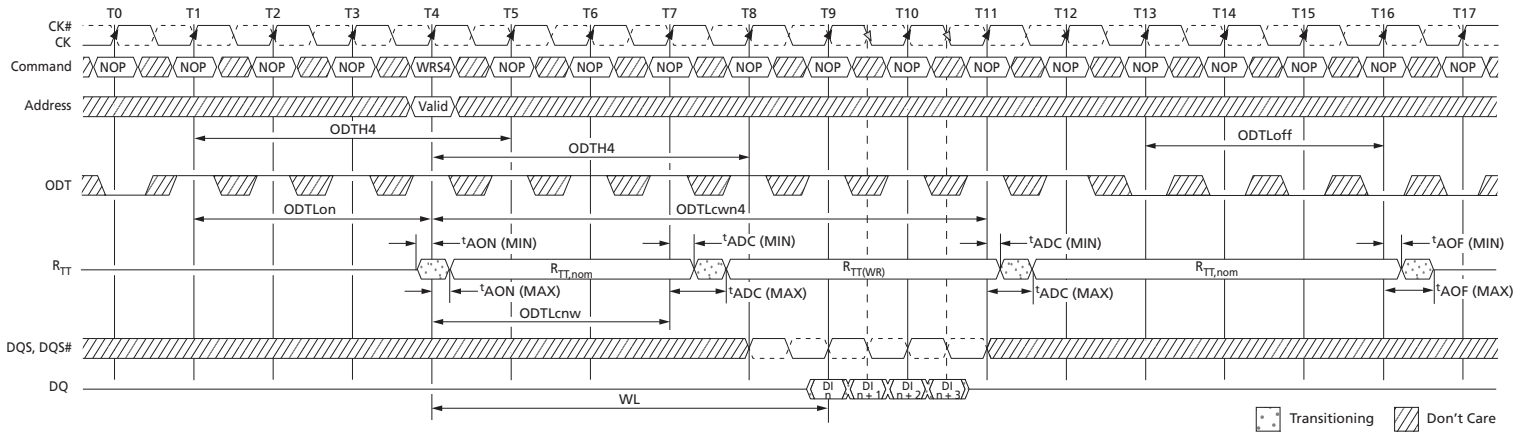 T0 T1 T2 T3 T4 T5 T6 T7 T8 T9 T10 T11 T12 T13 T14 T15 T16 T17
CK#
CK
Command NOP NOP NOP NOP WRS4 NOP NOP NOP NOP NOP NOP NOP NOP NOP NOP NOP NOP NOP
Address Valid
ODTH4 ODTLoff
ODTH4
ODT
ODTLon ODTLcwn4
tAON (MIN) tADC (MIN) tADC (MIN) tAOF (MIN)
RTT RTT,nom RTT(WR) RTT,nom
tAON (MAX) tADC (MAX) tADC (MAX) tAOF (MAX)
ODTLcnw
DQS, DQS#
DQ DI n DI n + 1 DI n + 2 DI n + 3
WL
Transitioning Don't Care